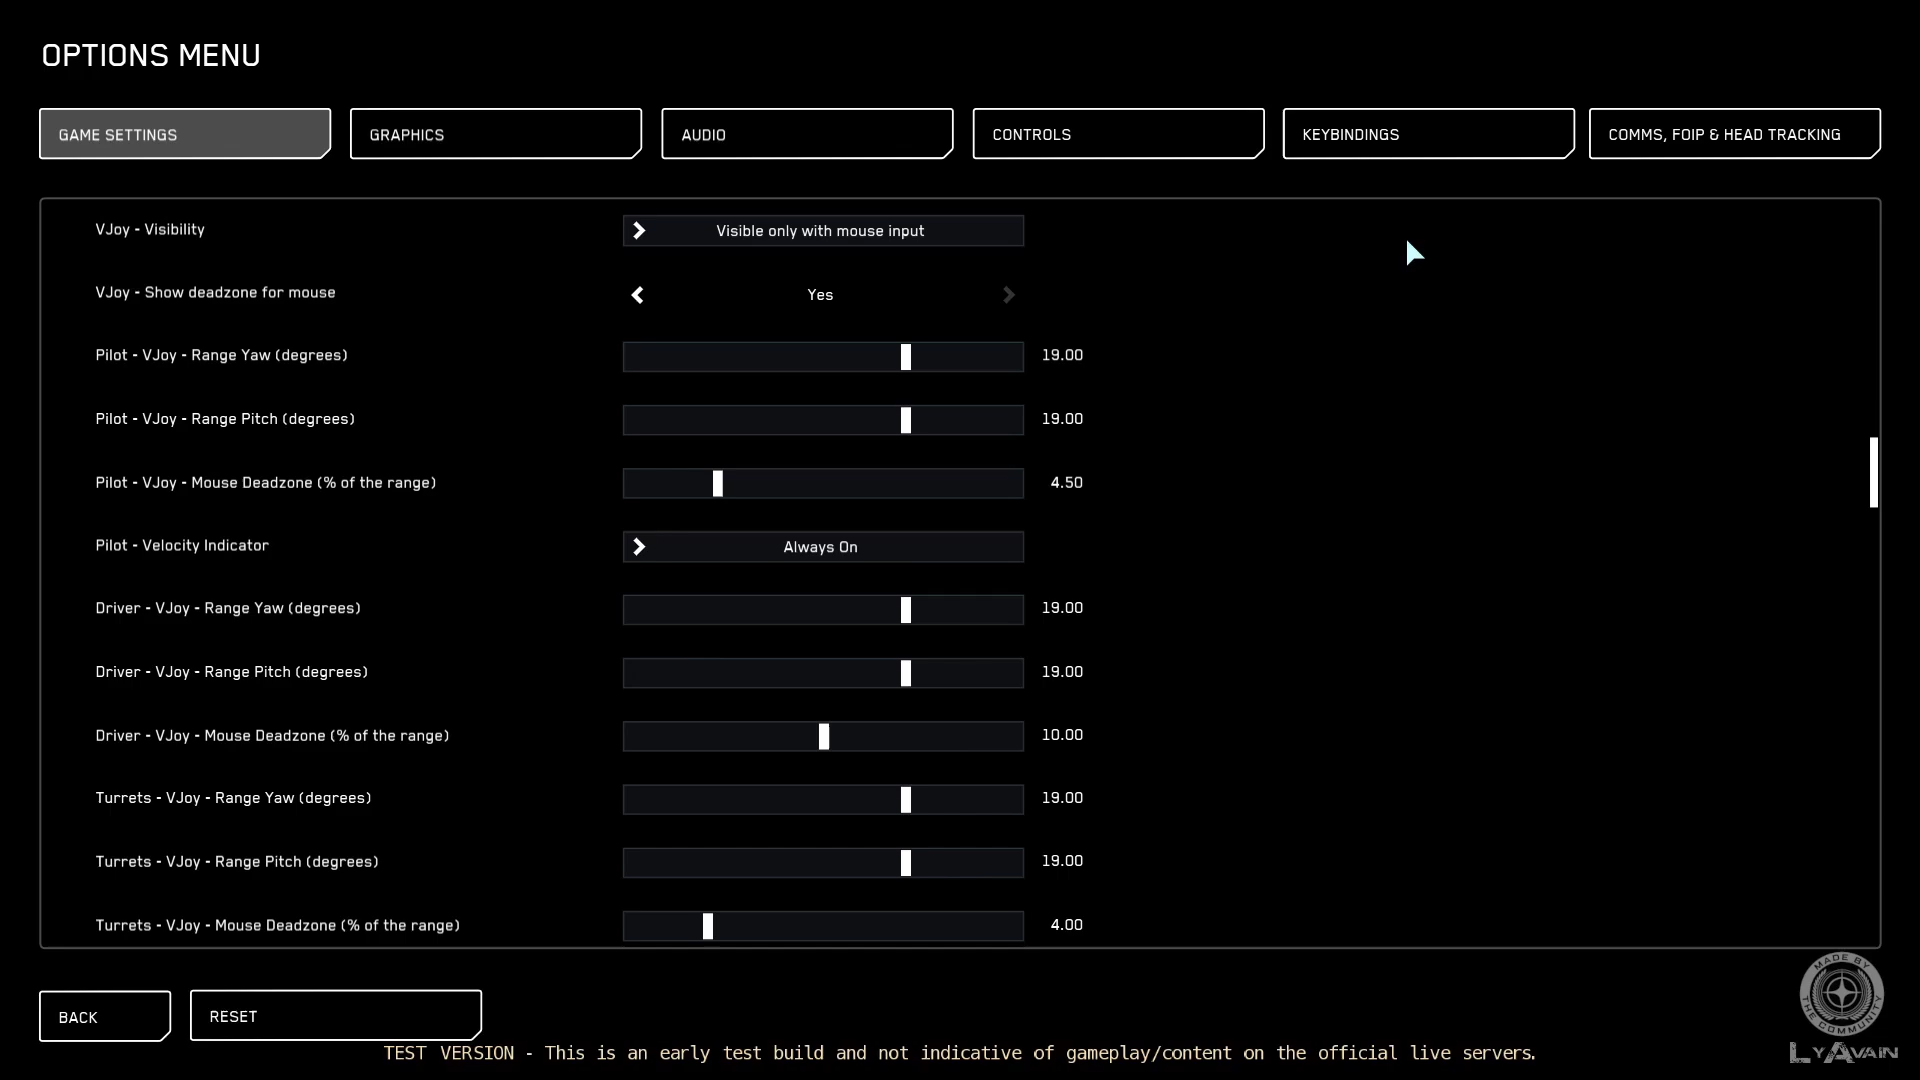 OPTIONS MENU
GAME SETTINGS
GRAPHICS
AUDIO
CONTROLS
KEYBINDINGS
COMMS, FOIP & HEAD TRACKING
VJoy - Visibility
Visible only with mouse input
VJoy - Show deadzone for mouse
Yes
Pilot - VJoy - Range Yaw (degrees)
19.00
Pilot - VJoy - Range Pitch (degrees)
19.00
Pilot - VJoy - Mouse Deadzone (% of the range)
4.50
Pilot - Velocity Indicator
Always On
Driver - VJoy - Range Yaw (degrees)
19.00
Driver - VJoy - Range Pitch (degrees)
19.00
Driver - VJoy - Mouse Deadzone (% of the range)
10.00
Turrets - VJoy - Range Yaw (degrees)
19.00
Turrets - VJoy - Range Pitch (degrees)
19.00
Turrets - VJoy - Mouse Deadzone (% of the range)
4.00
BACK
RESET
TEST VERSION - This is an early test build and not indicative of gameplay/content on the official live servers.
MADE BY
THE COMMUNITY
LYAVAIN